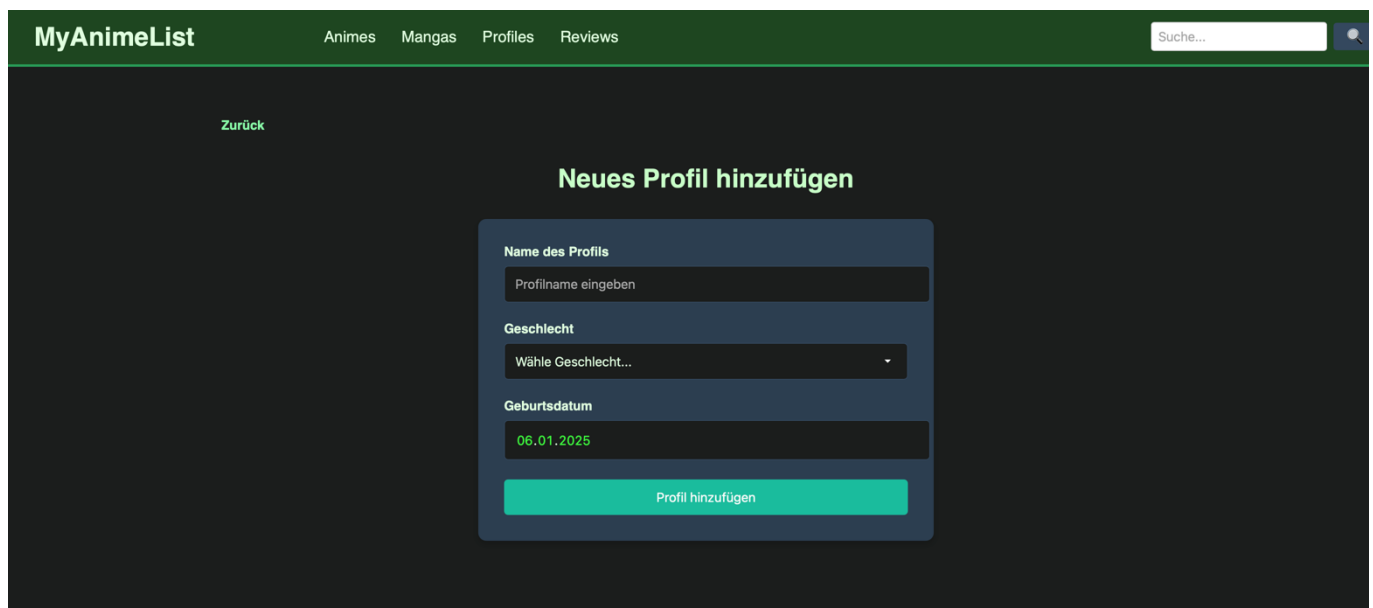 MyAnimeList Animes Mangas Profiles Reviews Suche...
Zurück
Neues Profil hinzufügen
Name des Profils
Profilname eingeben
Geschlecht
Wähle Geschlecht...
Geburtsdatum
06.01.2025
Profil hinzufügen